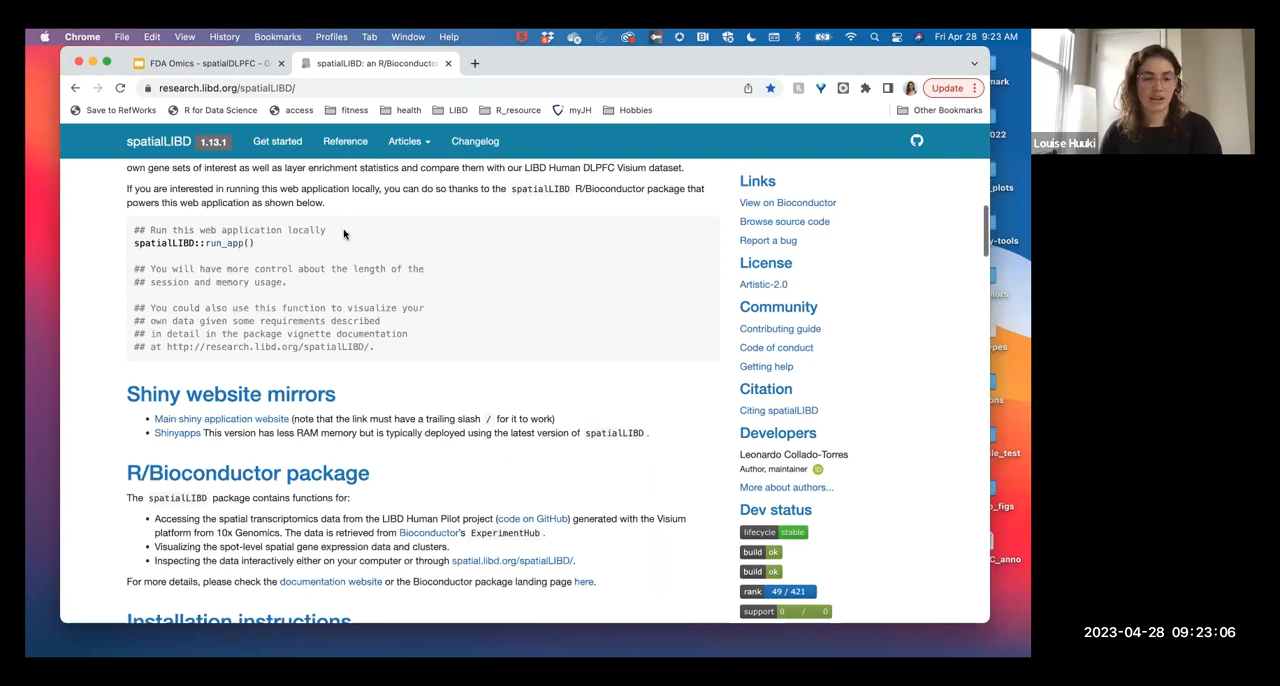 Chrome File Edit View History Bookmarks Profiles Tab Window Help Fri Apr 28 9:23 AM
FDA Omics - spatialDLPFC - G
spatialLIBD: an R/Bioconductor
research.libd.org/spatialLIBD/
Update
Save to RefWorks R for Data Science access fitness health LIBD R_resource myJH Hobbies Other Bookmarks
spatialLIBD 1.13.1 Get started Reference Articles Changelog
own gene sets of interest as well as layer enrichment statistics and compare them with our LIBD Human DLPFC Visium dataset.
If you are interested in running this web application locally, you can do so thanks to the spatialLIBD R/Bioconductor package that
powers this web application as shown below.
## Run this web application locally
spatialLIBD::run_app()
## You will have more control about the length of the
## session and memory usage.
## You could also use this function to visualize your
## own data given some requirements described
## in detail in the package vignette documentation
## at http://research.libd.org/spatialLIBD/.
Shiny website mirrors
• Main shiny application website (note that the link must have a trailing slash / for it to work)
• Shinyapps This version has less RAM memory but is typically deployed using the latest version of spatialLIBD.
R/Bioconductor package
The spatialLIBD package contains functions for:
• Accessing the spatial transcriptomics data from the LIBD Human Pilot project (code on GitHub) generated with the Visium
platform from 10x Genomics. The data is retrieved from Bioconductor's ExperimentHub.
• Visualizing the spot-level spatial gene expression data and clusters.
• Inspecting the data interactively either on your computer or through spatial.libd.org/spatialLIBD/.
For more details, please check the documentation website or the Bioconductor package landing page here.
Installation instructions
Links
View on Bioconductor
Browse source code
Report a bug
License
Artistic-2.0
Community
Contributing guide
Code of conduct
Getting help
Citation
Citing spatialLIBD
Developers
Leonardo Collado-Torres
Author, maintainer iD
More about authors...
Dev status
lifecycle stable
build ok
build ok
rank 49 / 421
support 0 / 0
mark
022
_plots
y-tools
alors
ypes
ons
le_test
o_figs
C_anno
Louise Huuki
2023-04-28 09:23:06